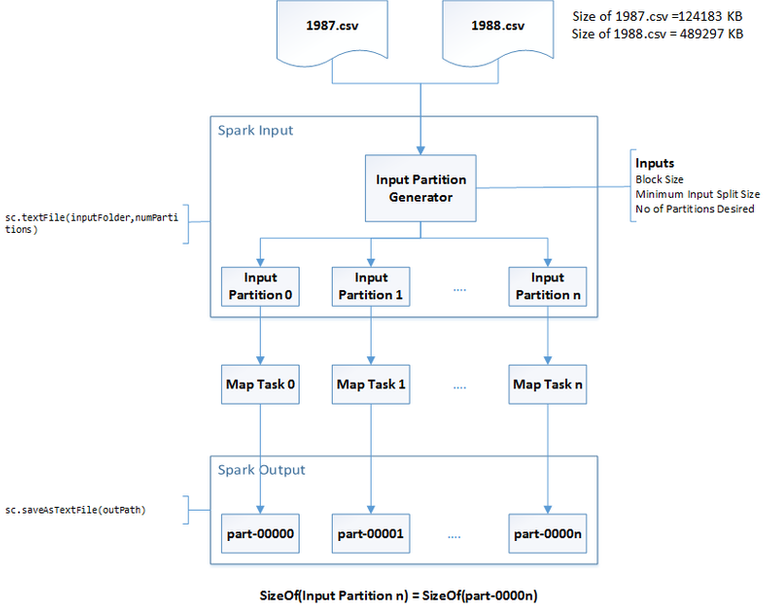 1987.csv
1988.csv
Size of 1987.csv =124183 KB
Size of 1988.csv = 489297 KB
Spark Input
Input Partition
Generator
Inputs
Block Size
Minimum Input Split Size
No of Partitions Desired
sc.textFile(inputFolder,numParti
tions)
Input
Partition 0
Input
Partition 1
....
Input
Partition n
Map Task 0
Map Task 1
....
Map Task n
Spark Output
sc.saveAsTextFile(outPath)
part-00000
part-00001
....
part-0000n
SizeOf(Input Partition n) = SizeOf(part-0000n)